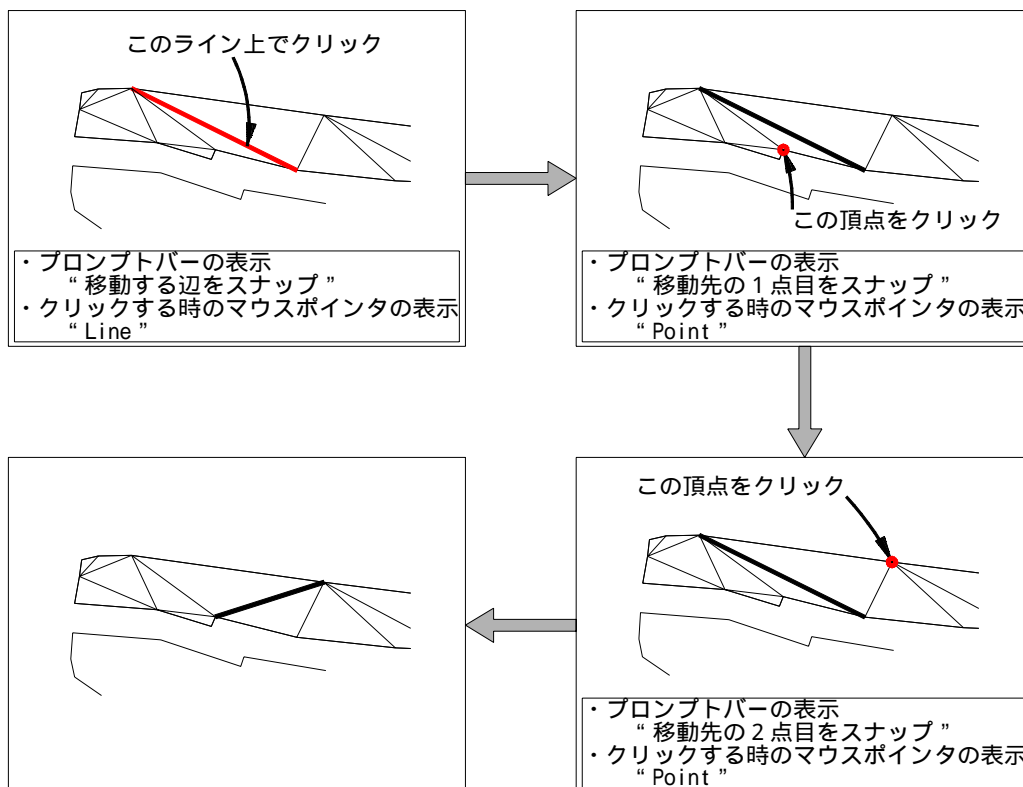 このライン上でクリック
・プロンプトバーの表示
“移動する辺をスナップ”
・クリックする時のマウスポインタの表示
“Line”
この頂点をクリック
・プロンプトバーの表示
“移動先の１点目をスナップ”
・クリックする時のマウスポインタの表示
“Point”
この頂点をクリック
・プロンプトバーの表示
“移動先の２点目をスナップ”
・クリックする時のマウスポインタの表示
“Point”